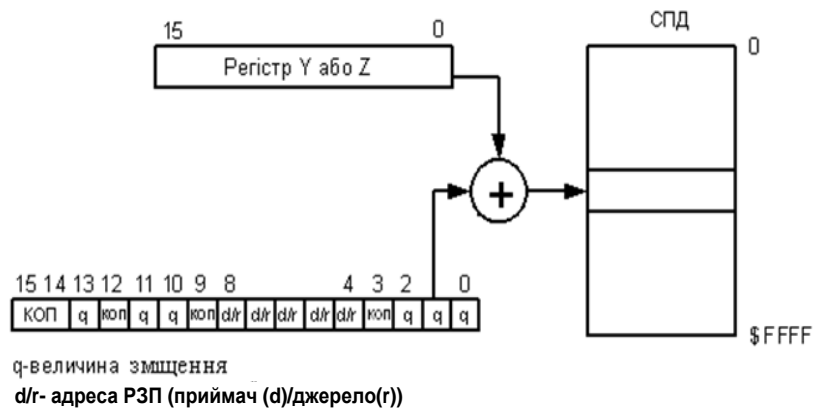 15 0
СПД
0
Регістр Y або Z
+
15 14 13 12 11 10 9 8 4 3 2 0
КОП q коп q q коп d/r d/r d/r d/r d/r коп q q q
$FFFF
q-величина зміщення
d/r- адреса РЗП (приймач (d)/джерело(r))